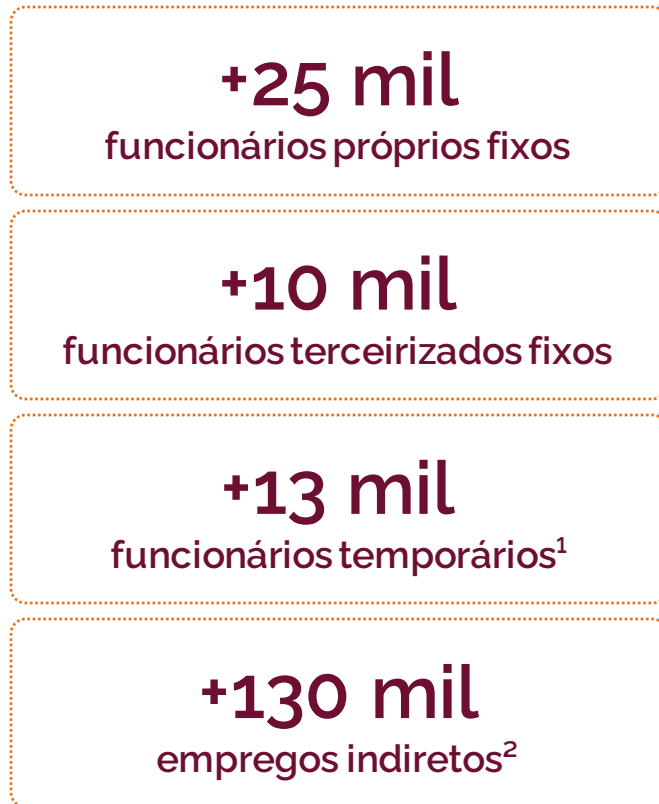 +25 mil
funcionários próprios fixos
+10 mil
funcionários terceirizados fixos
+13 mil
funcionários temporários¹
+130 mil
empregos indiretos²